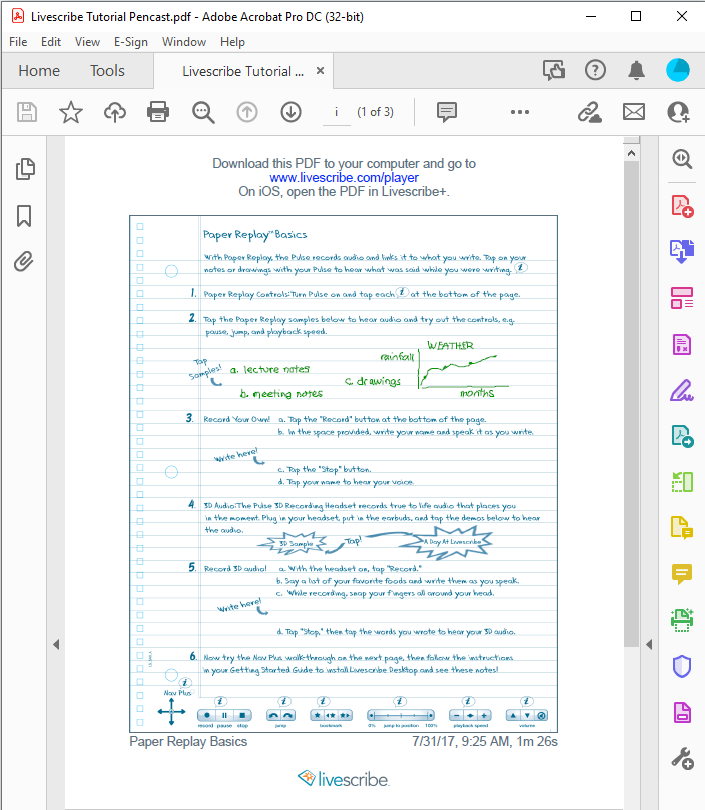 Livescribe Tutorial Pencast.pdf - Adobe Acrobat Pro DC (32-bit)
File Edit View E-Sign Window Help
Home Tools Livescribe Tutorial ... ×
i (1 of 3)
Download this PDF to your computer and go to
www.livescribe.com/player
On iOS, open the PDF in Livescribe+.
Paper Replay™ Basics
With Paper Replay, the Pulse records audio and links it to what you write. Tap on your
notes or drawings with your Pulse to hear what was said while you were writing. i
1. Paper Replay Controls: Turn Pulse on and tap each i at the bottom of the page.
2. Tap the Paper Replay samples below to hear audio and try out the controls, e.g.
pause, jump, and playback speed.
Tap
Samples!
a. lecture notes
b. meeting notes
c. drawings
WEATHER
rainfall
months
3. Record Your Own! a. Tap the "Record" button at the bottom of the page.
b. In the space provided, write your name and speak it as you write.
Write here!
c. Tap the "Stop" button.
d. Tap your name to hear your voice.
4. 3D Audio: The Pulse 3D Recording Headset records true to life audio that places you
in the moment. Plug in your headset, put in the earbuds, and tap the demos below to hear
the audio.
3D Sample Tap! A Day At Livescribe
5. Record 3D audio! a. With the headset on, tap "Record."
b. Say a list of your favorite foods and write them as you speak.
c. While recording, snap your fingers all around your head.
Write here!
d. Tap "Stop," then tap the words you wrote to hear your 3D audio.
6. Now try the Nav Plus walk-through on the next page, then follow the instructions
in your Getting Started Guide to install Livescribe Desktop and see these notes!
i
Nav Plus
i i i i i i
record pause stop jump bookmark 0% jump to position 100% playback speed volume
Paper Replay Basics 7/31/17, 9:25 AM, 1m 26s
livescribe